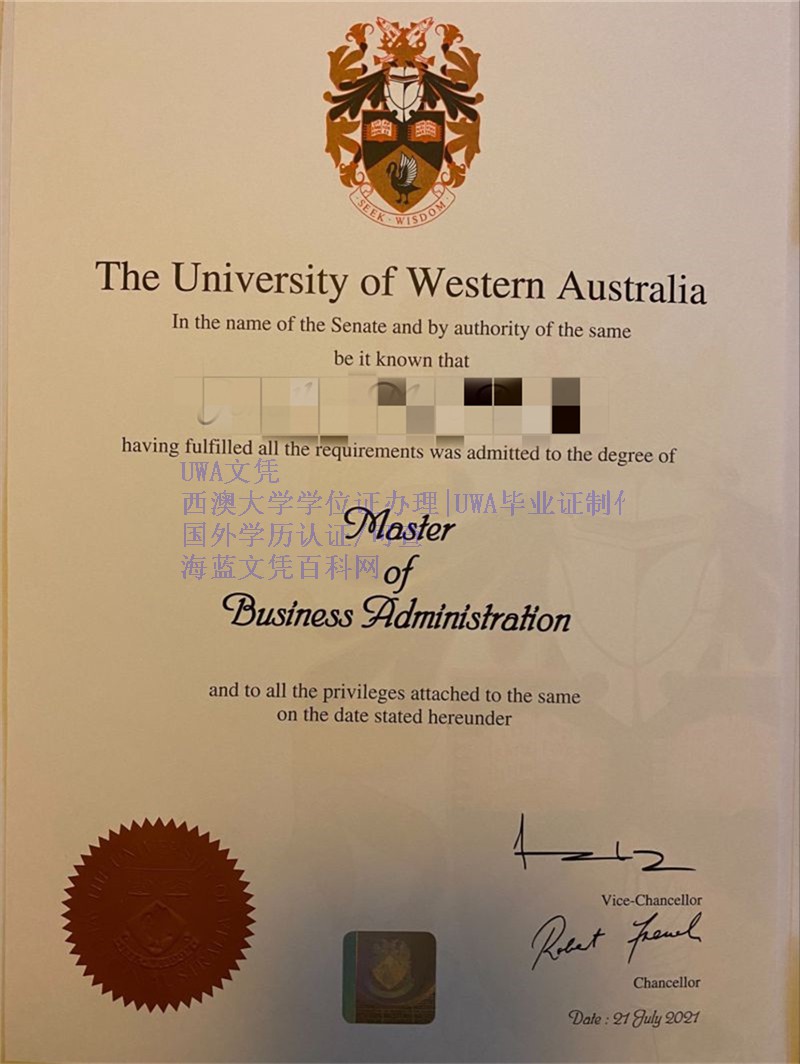 SEEK · WISDOM
The University of Western Australia
In the name of the Senate and by authority of the same
be it known that
having fulfilled all the requirements was admitted to the degree of
UWA文凭
西澳大学学位证办理|UWA毕业证制
Master
国外学历认证/可查
of
海蓝文凭百科网
Business Administration
and to all the privileges attached to the same
on the date stated hereunder
Vice-Chancellor
Robert French
Chancellor
Date : 21 July 2021